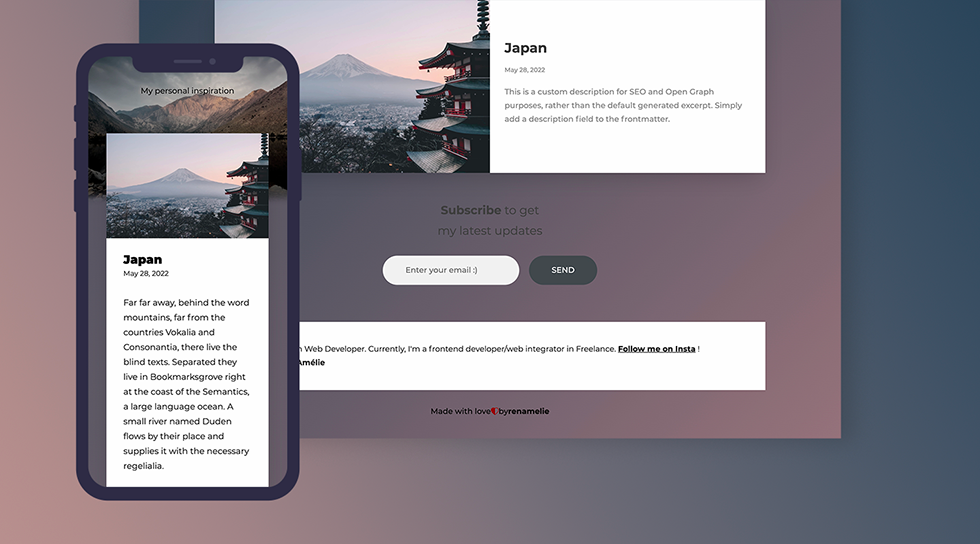 My personal inspiration
Japan
May 28, 2022
Far far away, behind the word
mountains, far from the
countries Vokalia and
Consonantia, there live the
blind texts. Separated they
live in Bookmarksgrove right
at the coast of the Semantics,
a large language ocean. A
small river named Duden
flows by their place and
supplies it with the necessary
regelialia.
Japan
May 28, 2022
This is a custom description for SEO and Open Graph
purposes, rather than the default generated excerpt. Simply
add a description field to the frontmatter.
Subscribe to get
my latest updates
Enter your email :)
SEND
Web Developer. Currently, I'm a frontend developer/web integrator in Freelance. Follow me on Insta !
Amélie
Made with love byrenamelie